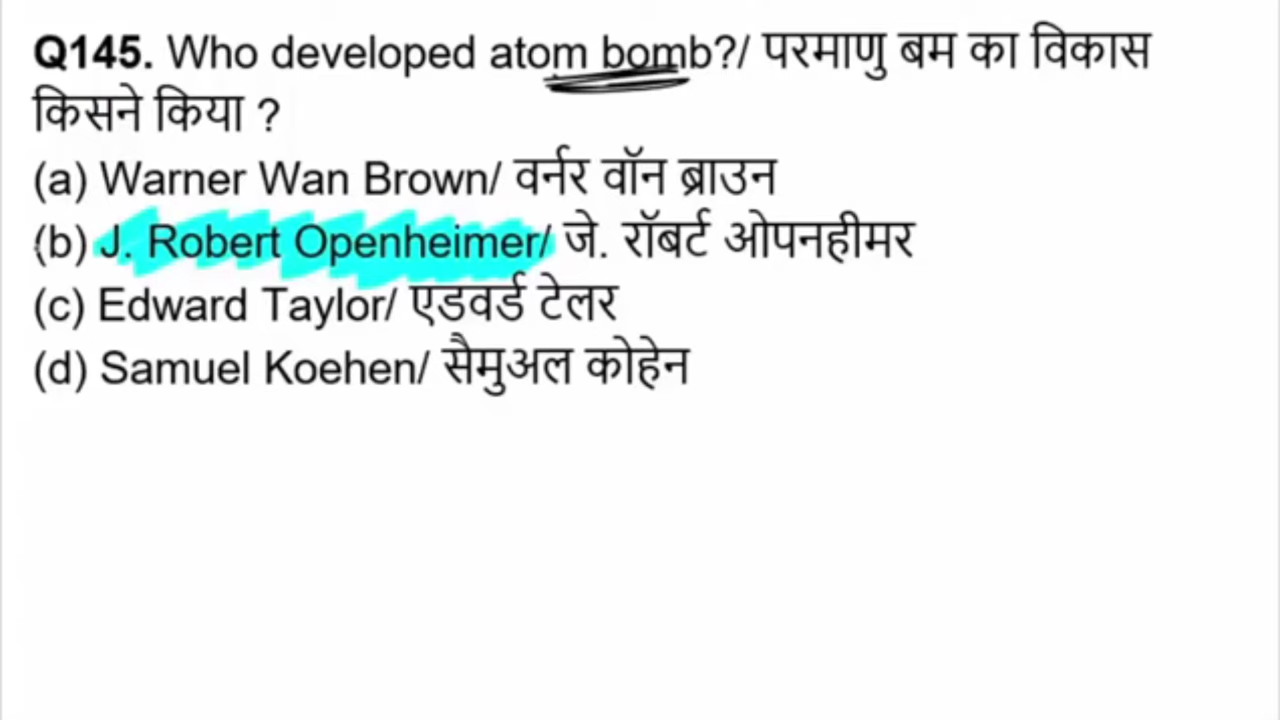 Q145. Who developed atom bomb?/ परमाणु बम का विकास
किसने किया ?
(a) Warner Wan Brown/ वर्नर वॉन ब्राउन
(b) J. Robert Openheimer/ जे. रॉबर्ट ओपनहीमर
(c) Edward Taylor/ एडवर्ड टेलर
(d) Samuel Koehen/ सैमुअल कोहेन